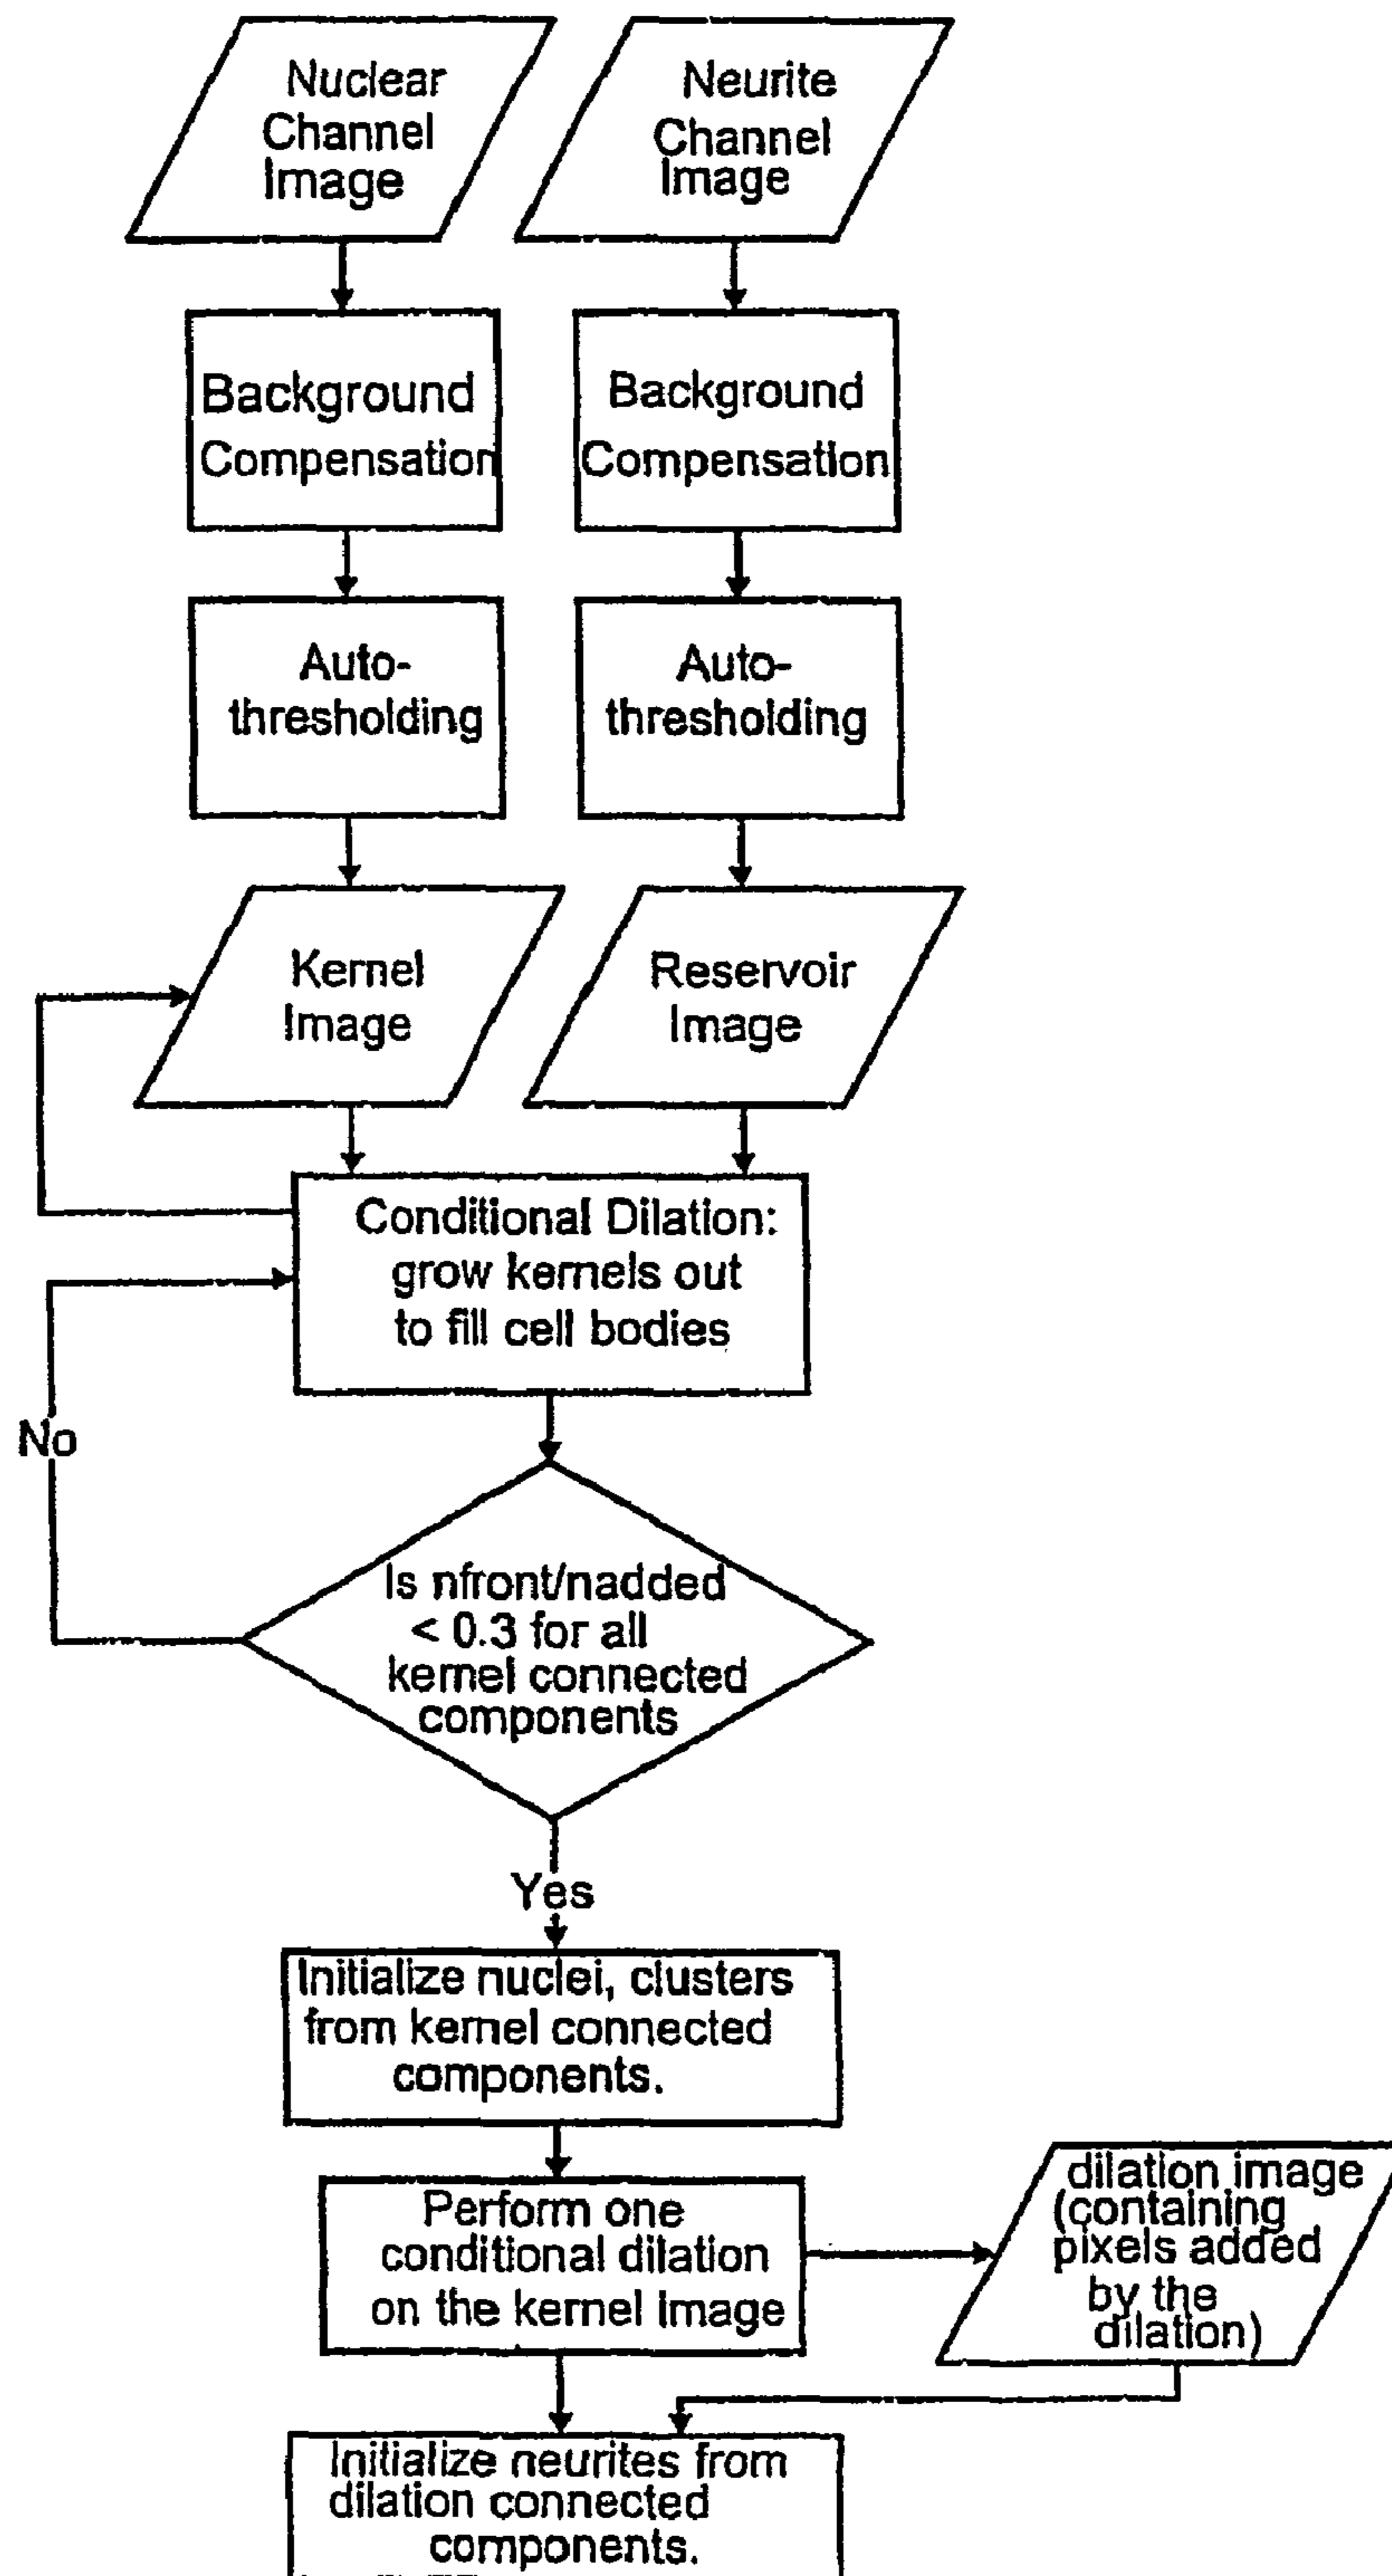 Nuclear
Channel
Image
Neurite
Channel
Image
Background
Compensation
Background
Compensation
Auto-
thresholding
Auto-
thresholding
Kernel
Image
Reservoir
Image
Conditional Dilation:
grow kernels out
to fill cell bodies
No
Is nfront/nadded
< 0.3 for all
kernel connected
components
Yes
Initialize nuclei, clusters
from kernel connected
components.
Perform one
conditional dilation
on the kernel image
dilation image
(containing
pixels added
by the
dilation)
Initialize neurites from
dilation connected
components.